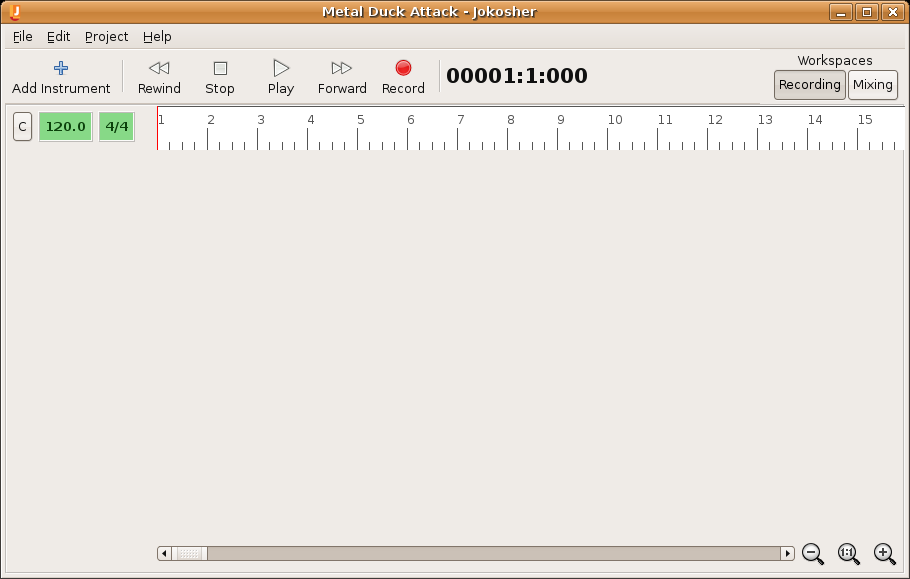 Metal Duck Attack - Jokosher
File Edit Project Help
Add Instrument Rewind Stop Play Forward Record 00001:1:000 Workspaces
Recording Mixing
C 120.0 4/4 1 2 3 4 5 6 7 8 9 10 11 12 13 14 15
1:1